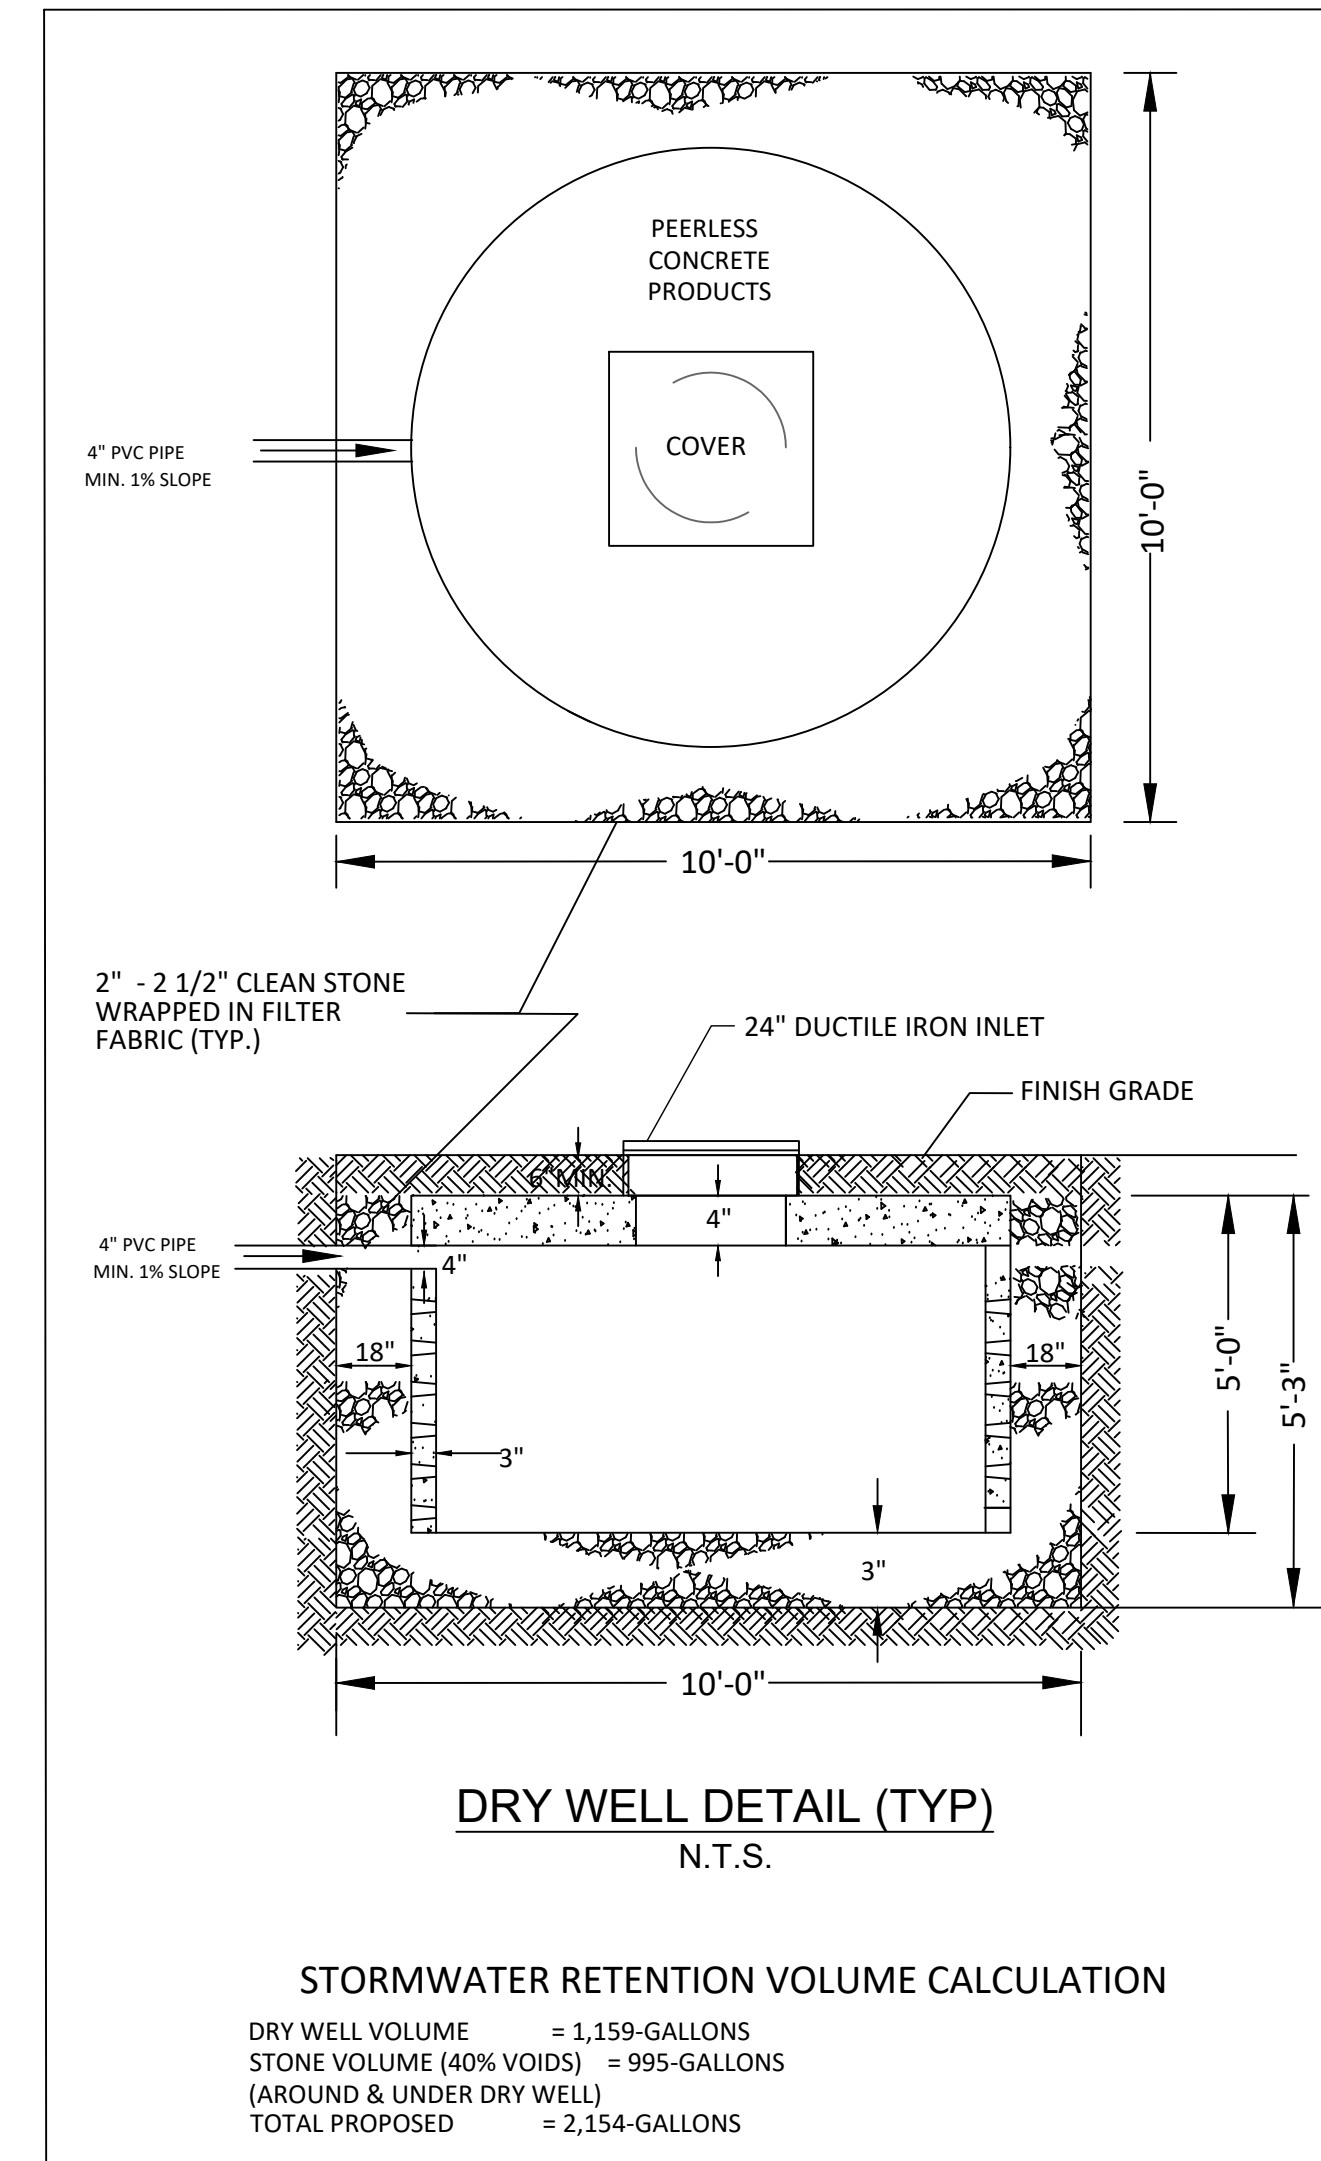 PEERLESS
CONCRETE
PRODUCTS
COVER
4" PVC PIPE
MIN. 1% SLOPE
10'-0"
10'-0"
2" - 2 1/2" CLEAN STONE
WRAPPED IN FILTER
FABRIC (TYP.)
24" DUCTILE IRON INLET
FINISH GRADE
6" MIN.
4"
4" PVC PIPE
MIN. 1% SLOPE
4"
18"
18"
5'-0"
5'-3"
3"
3"
10'-0"
DRY WELL DETAIL (TYP)
N.T.S.
STORMWATER RETENTION VOLUME CALCULATION
DRY WELL VOLUME = 1,159-GALLONS
STONE VOLUME (40% VOIDS) = 995-GALLONS
(AROUND & UNDER DRY WELL)
TOTAL PROPOSED = 2,154-GALLONS